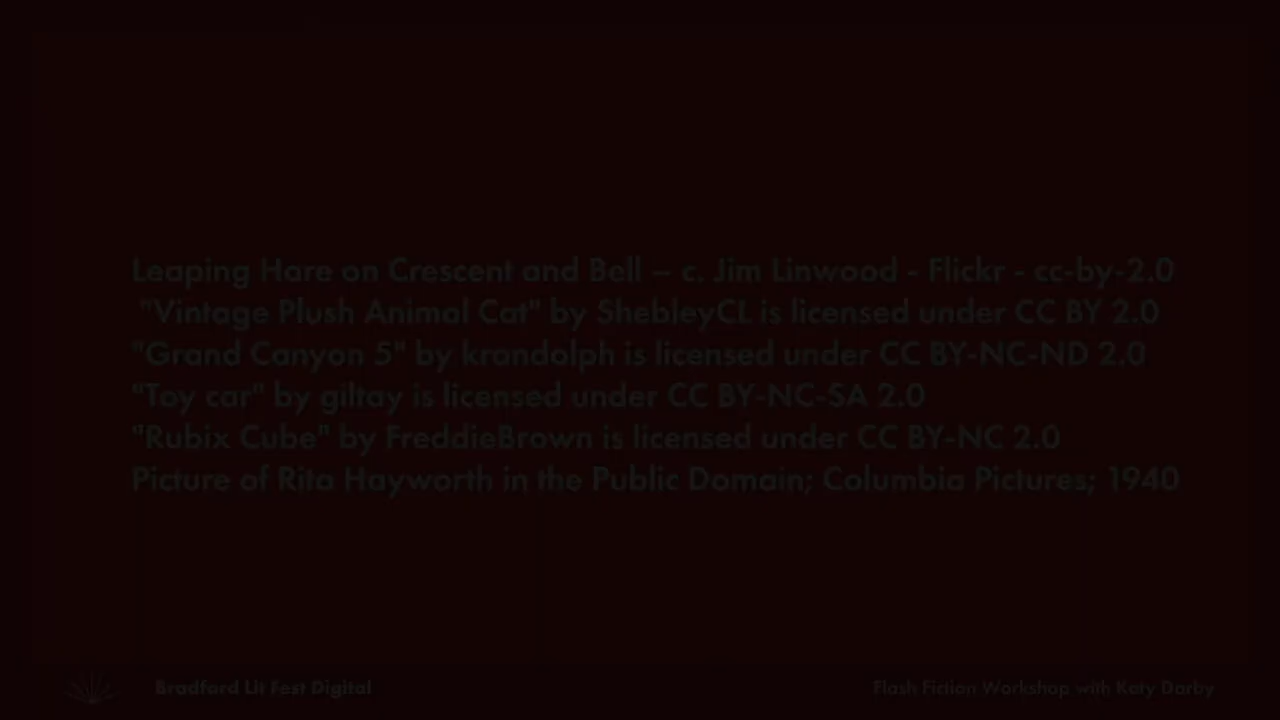 Leaping Hare on Crescent and Bell – c. Jim Linwood - Flickr - cc-by-2.0
"Vintage Plush Animal Cat" by ShebleyCL is licensed under CC BY 2.0
"Grand Canyon 5" by krandolph is licensed under CC BY-NC-ND 2.0
"Toy car" by giltay is licensed under CC BY-NC-SA 2.0
"Rubix Cube" by FreddieBrown is licensed under CC BY-NC 2.0
Picture of Rita Hayworth in the Public Domain; Columbia Pictures; 1940
Bradford Lit Fest Digital
Flash Fiction Workshop with Katy Darby